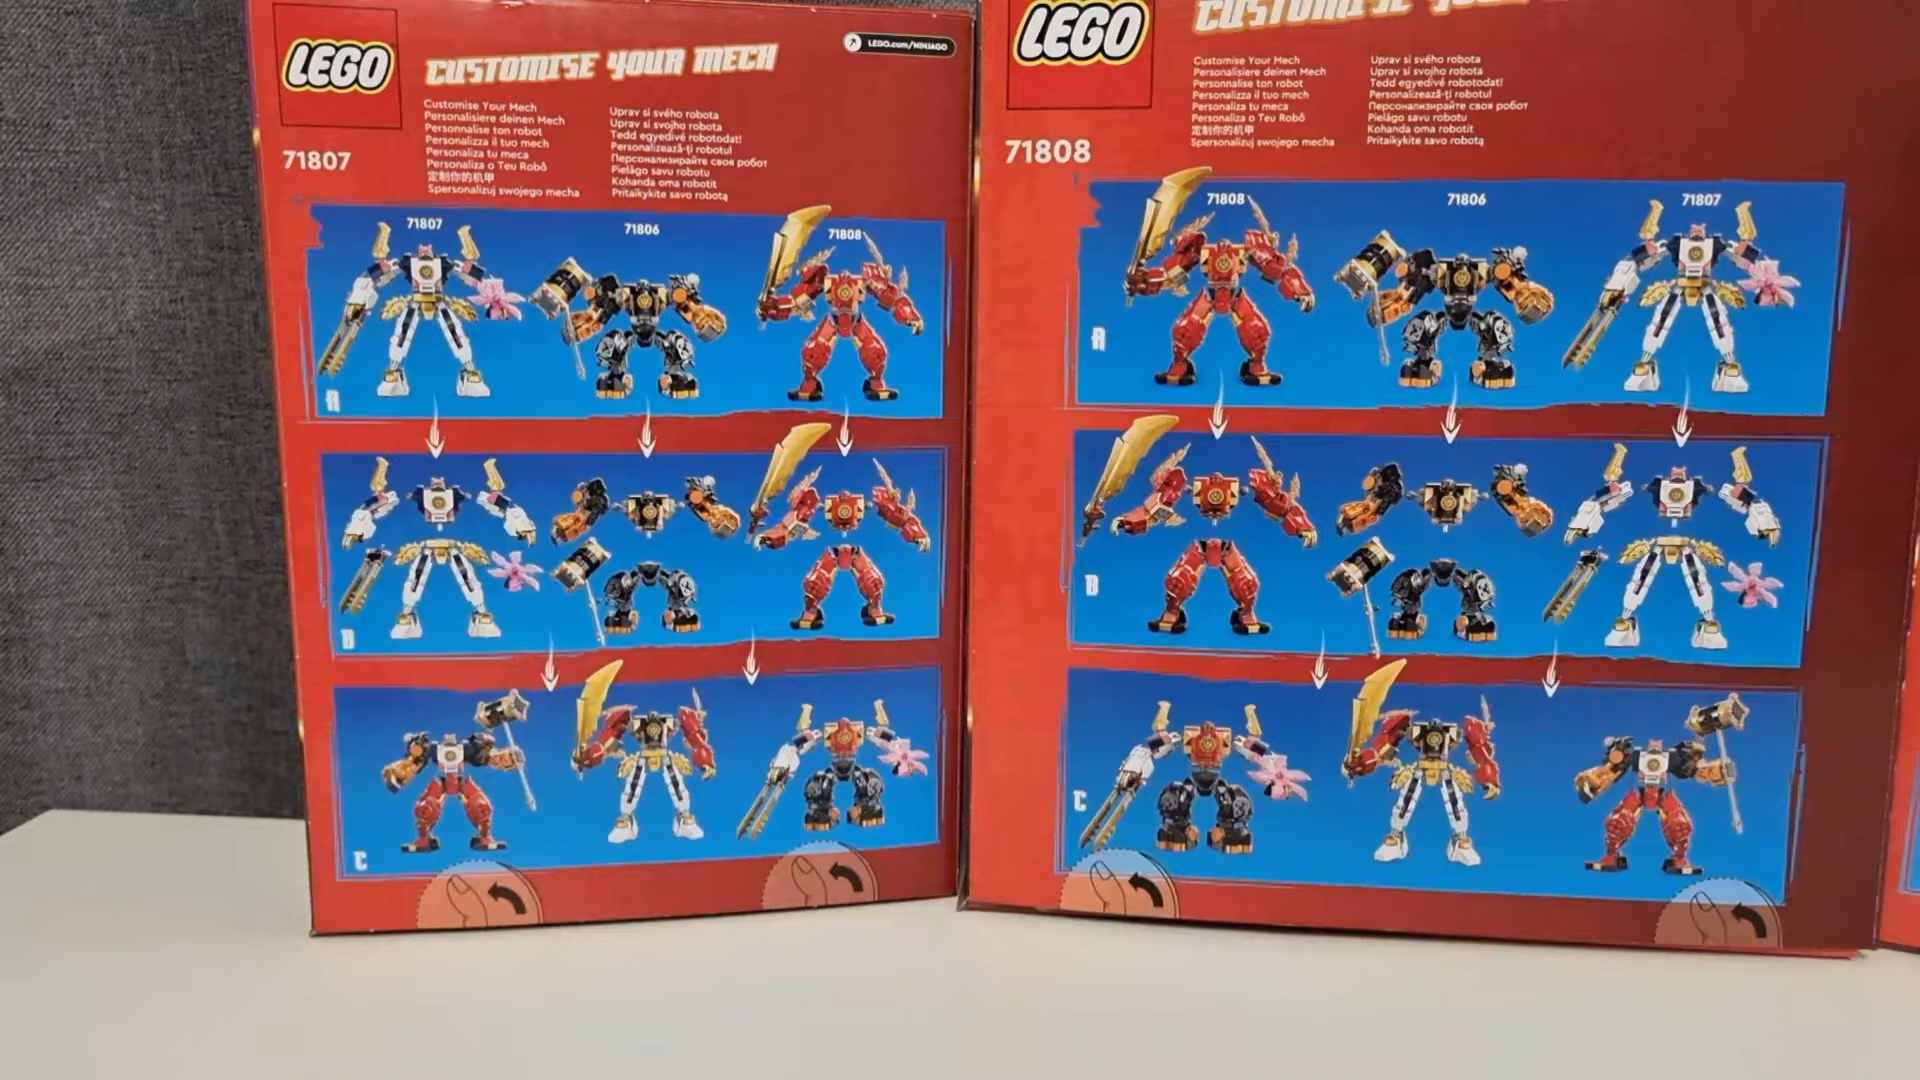 LEGO
CUSTOMISE YOUR MECH
LEGO.com/NINJAGO
71807
Customise Your Mech
Personalisiere deinen Mech
Personnalise ton robot
Personalizza il tuo mech
Personaliza tu meca
Personaliza o Teu Robô
定制你的机甲
Spersonalizuj swojego mecha
Uprav si svého robota
Uprav si svojho robota
Tedd egyedivé robotodat!
Personalizează-ți robotul
Персонализирайте своя робот
Pielāgo savu robotu
Kohanda oma robotit
Pritaikykite savo robotą
71807
71806
71808
A
B
C
LEGO
CUSTOMISE
71808
Customise Your Mech
Personalisiere deinen Mech
Personnalise ton robot
Personalizza il tuo mech
Personaliza tu meca
Personaliza o Teu Robô
定制你的机甲
Spersonalizuj swojego mecha
Uprav si svého robota
Uprav si svojho robota
Tedd egyedivé robotodat!
Personalizează-ți robotul
Персонализирайте своя робот
Pielāgo savu robotu
Kohanda oma robotit
Pritaikykite savo robotą
71808
71806
71807
A
B
C